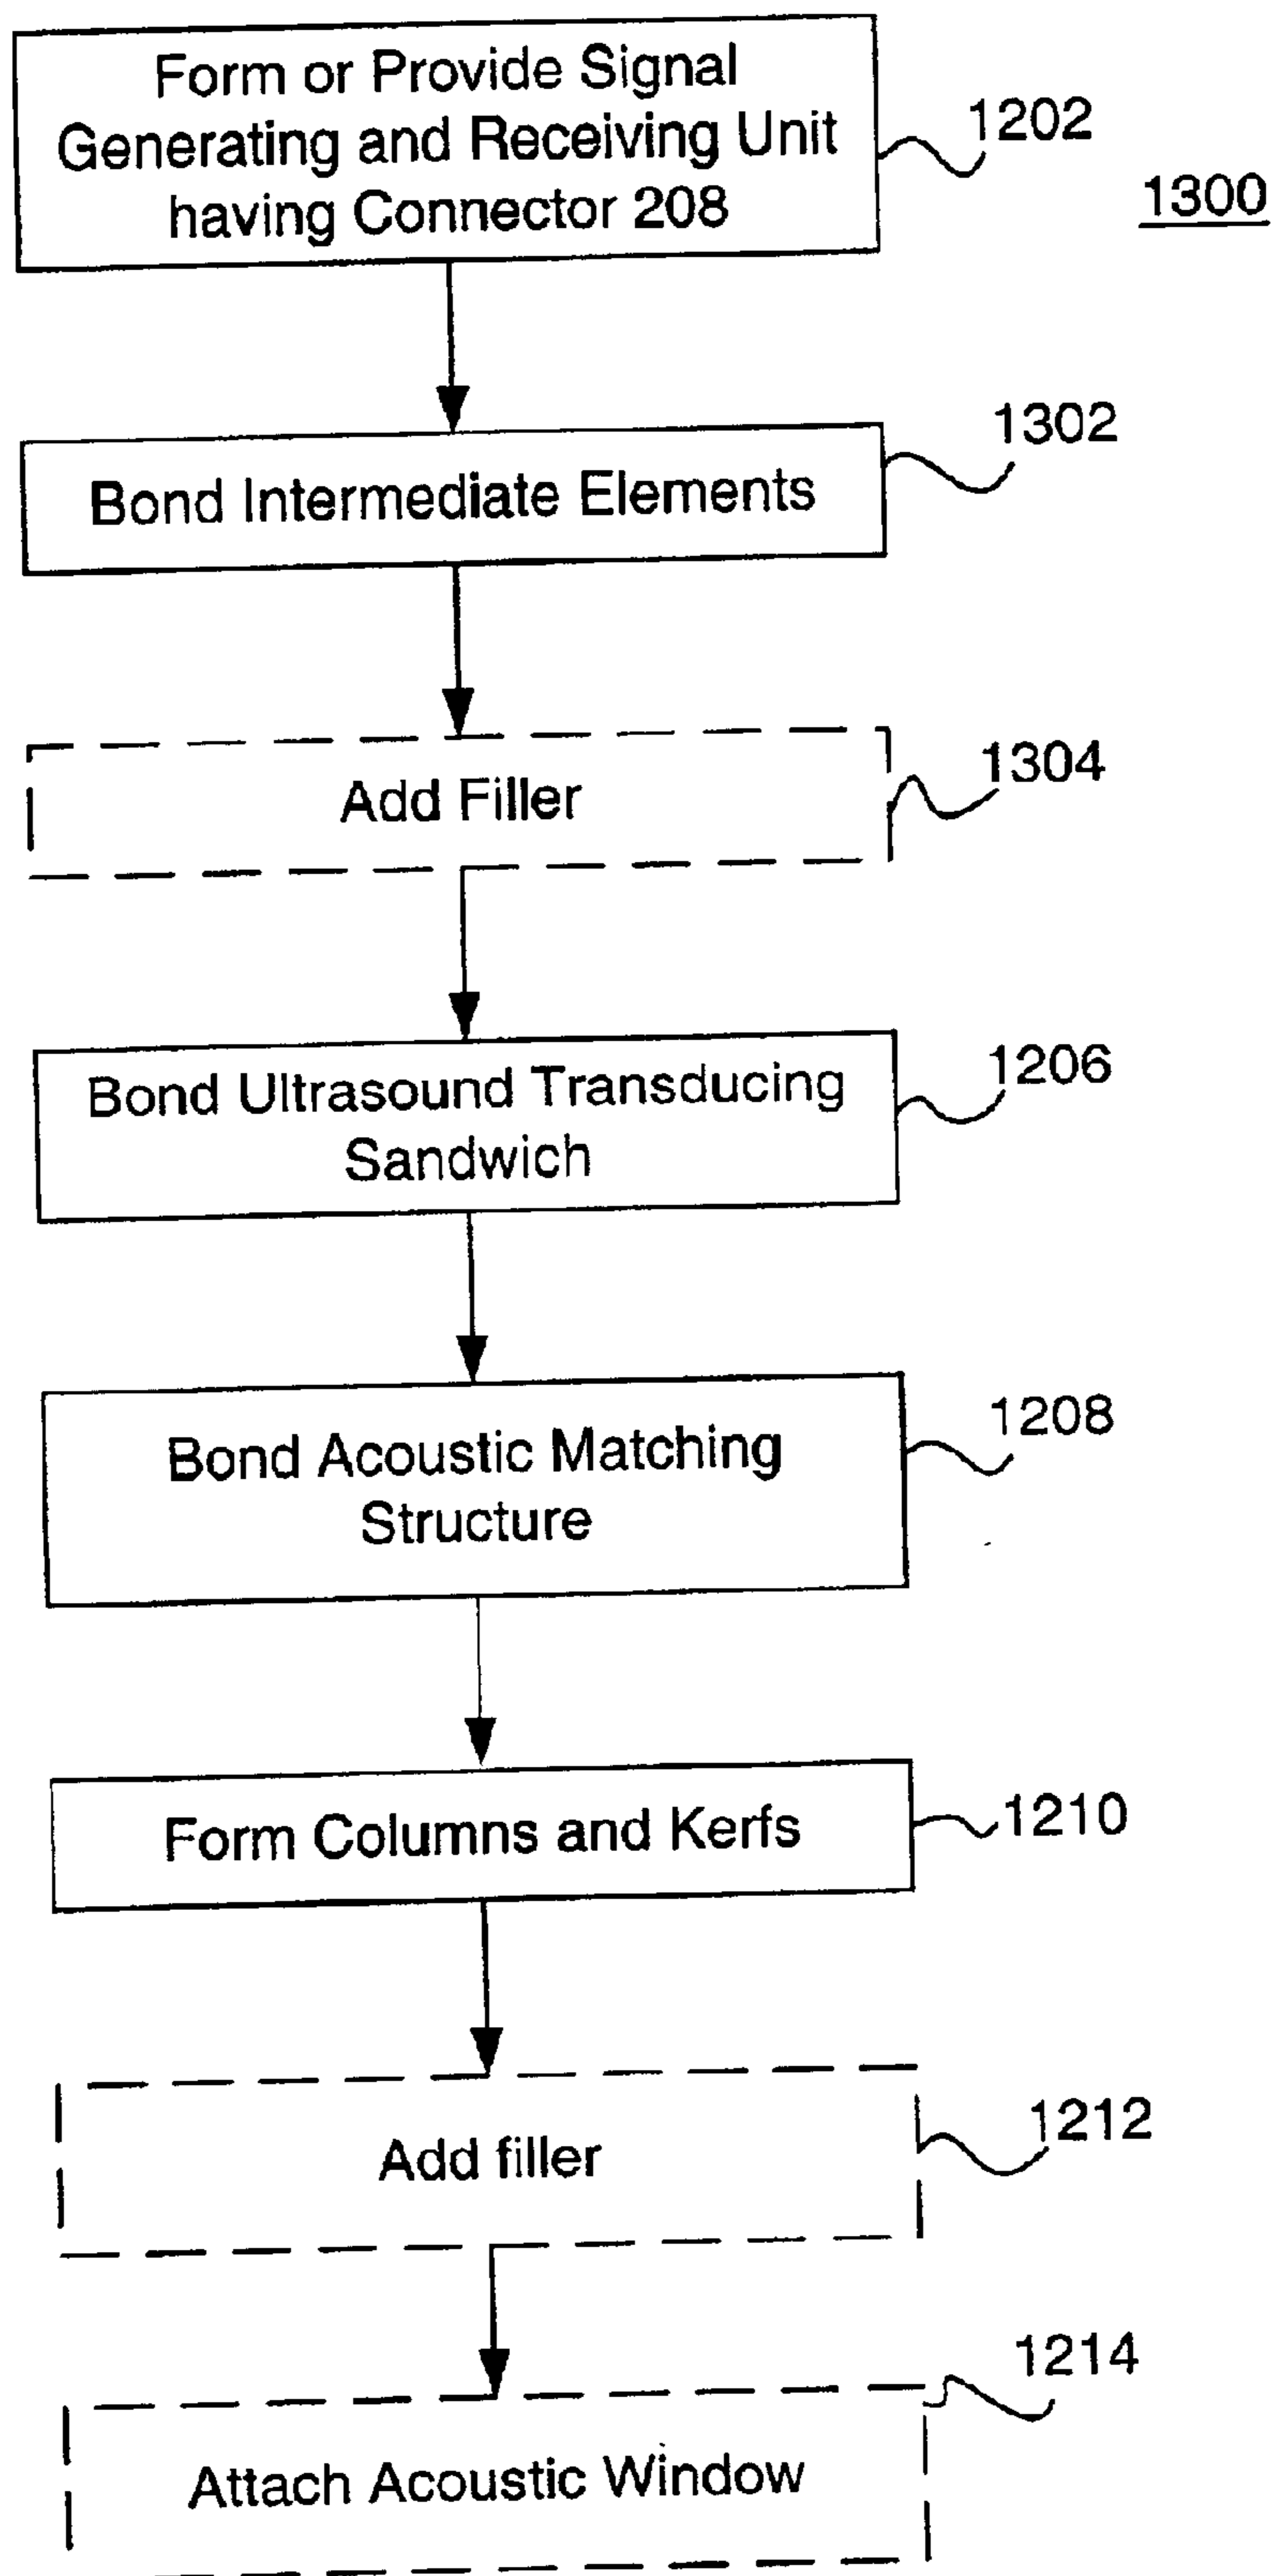 Form or Provide Signal
Generating and Receiving Unit
having Connector 208
1202
1300
Bond Intermediate Elements
1302
Add Filler
1304
Bond Ultrasound Transducing
Sandwich
1206
Bond Acoustic Matching
Structure
1208
Form Columns and Kerfs
1210
Add filler
1212
Attach Acoustic Window
1214